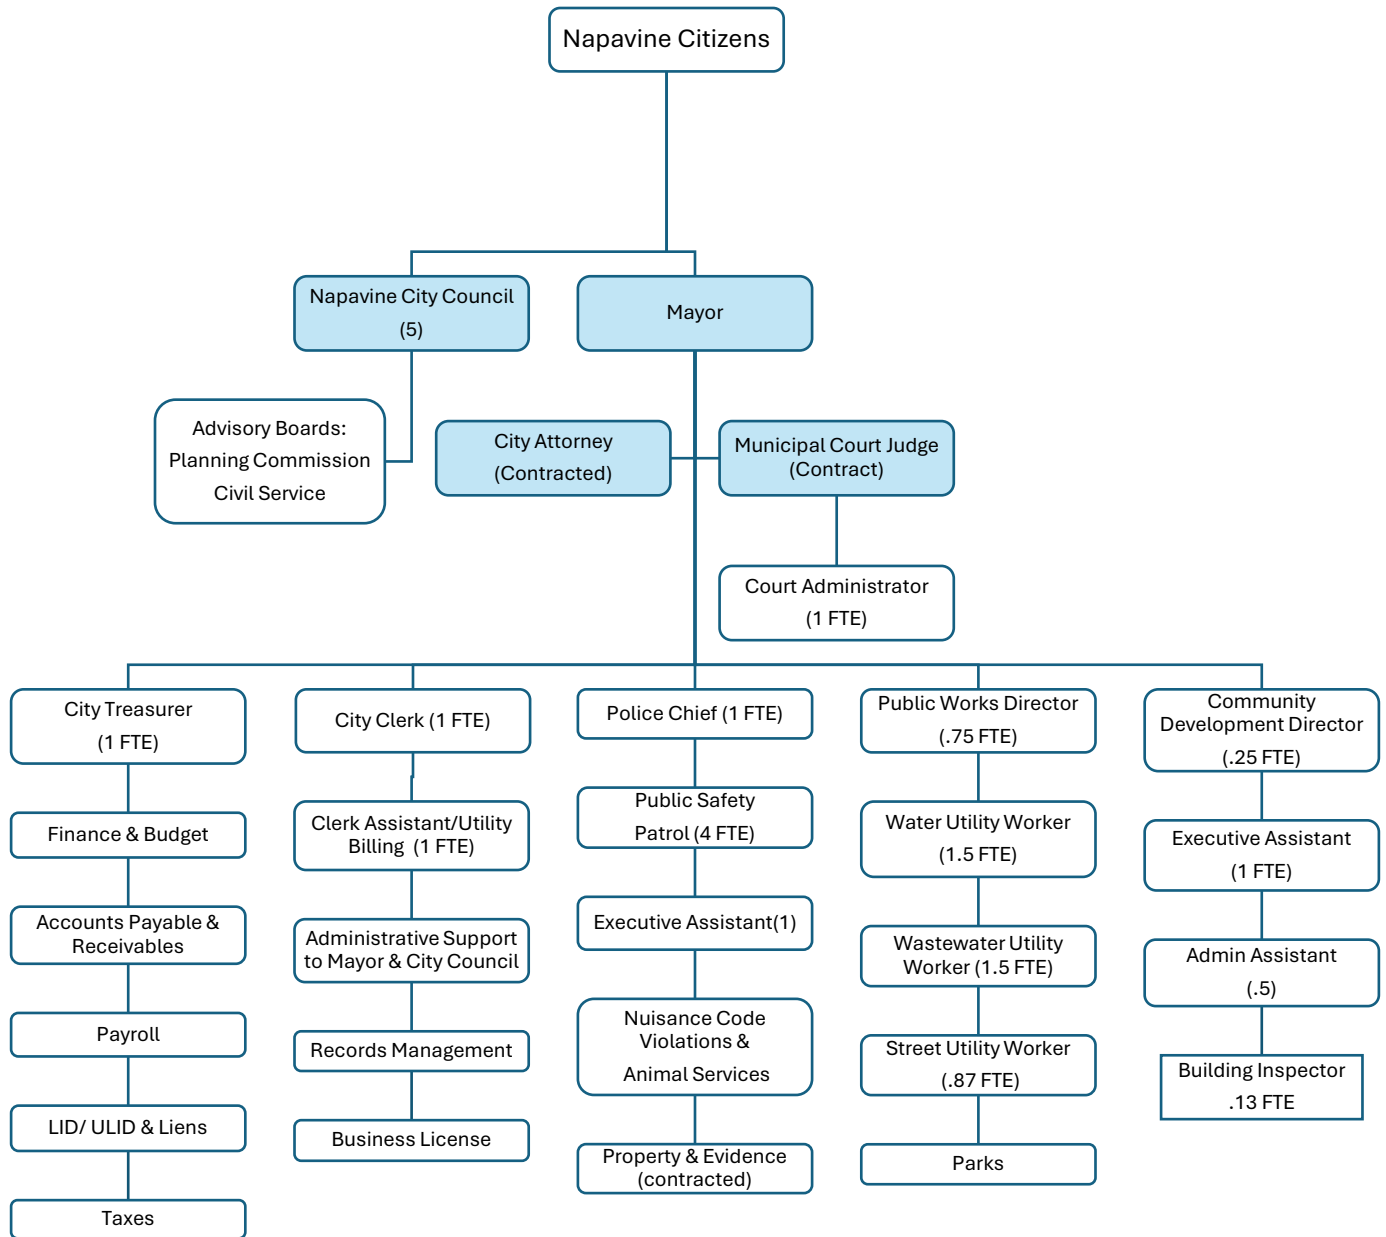 Napavine Citizens
Napavine City Council
(5)
Mayor
Advisory Boards:
Planning Commission
Civil Service
City Attorney
(Contracted)
Municipal Court Judge
(Contract)
Court Administrator
(1 FTE)
City Treasurer
(1 FTE)
Finance & Budget
Accounts Payable &
Receivables
Payroll
LID/ ULID & Liens
Taxes
City Clerk (1 FTE)
Clerk Assistant/Utility
Billing  (1 FTE)
Administrative Support
to Mayor & City Council
Records Management
Business License
Police Chief (1 FTE)
Public Safety
Patrol (4 FTE)
Executive Assistant(1)
Nuisance Code
Violations &
Animal Services
Property & Evidence
(contracted)
Public Works Director
(.75 FTE)
Water Utility Worker
(1.5 FTE)
Wastewater Utility
Worker (1.5 FTE)
Street Utility Worker
(.87 FTE)
Parks
Community
Development Director
(.25 FTE)
Executive Assistant
(1 FTE)
Admin Assistant
(.5)
Building Inspector
.13 FTE